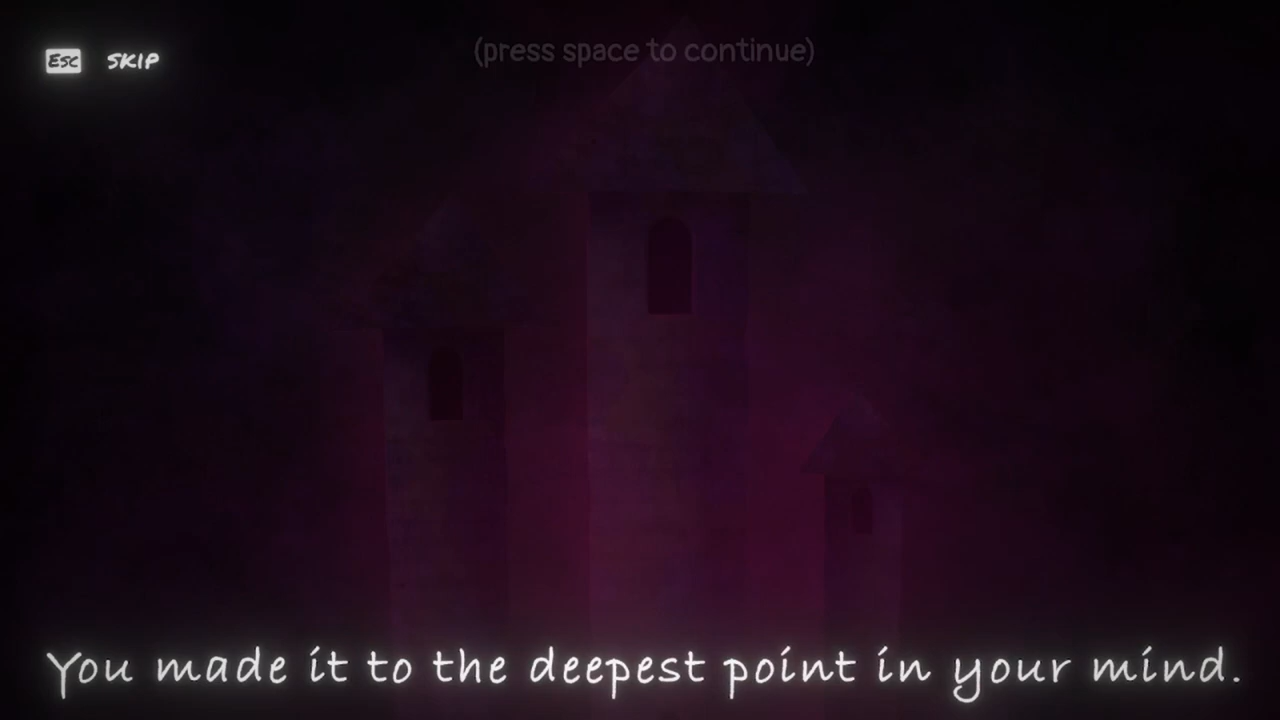 (press space to continue)
Esc SKIP
You made it to the deepest point in your mind.